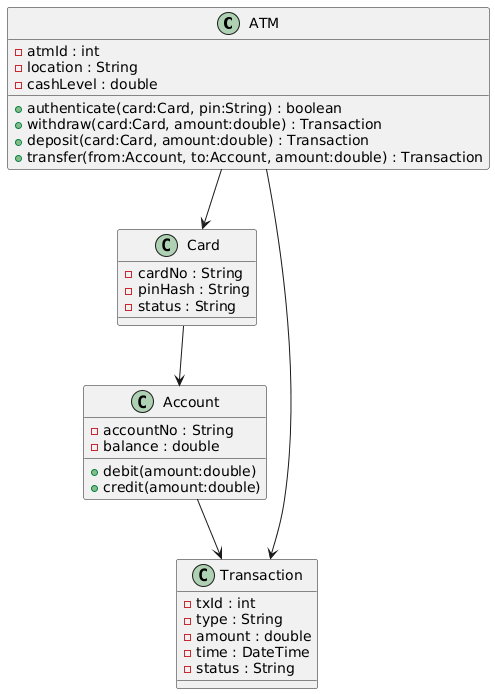 C ATM
atmId : int
location : String
cashLevel : double
authenticate(card:Card, pin:String) : boolean
withdraw(card:Card, amount:double) : Transaction
deposit(card:Card, amount:double) : Transaction
transfer(from:Account, to:Account, amount:double) : Transaction
C Card
cardNo : String
pinHash : String
status : String
C Account
accountNo : String
balance : double
debit(amount:double)
credit(amount:double)
C Transaction
txId : int
type : String
amount : double
time : DateTime
status : String